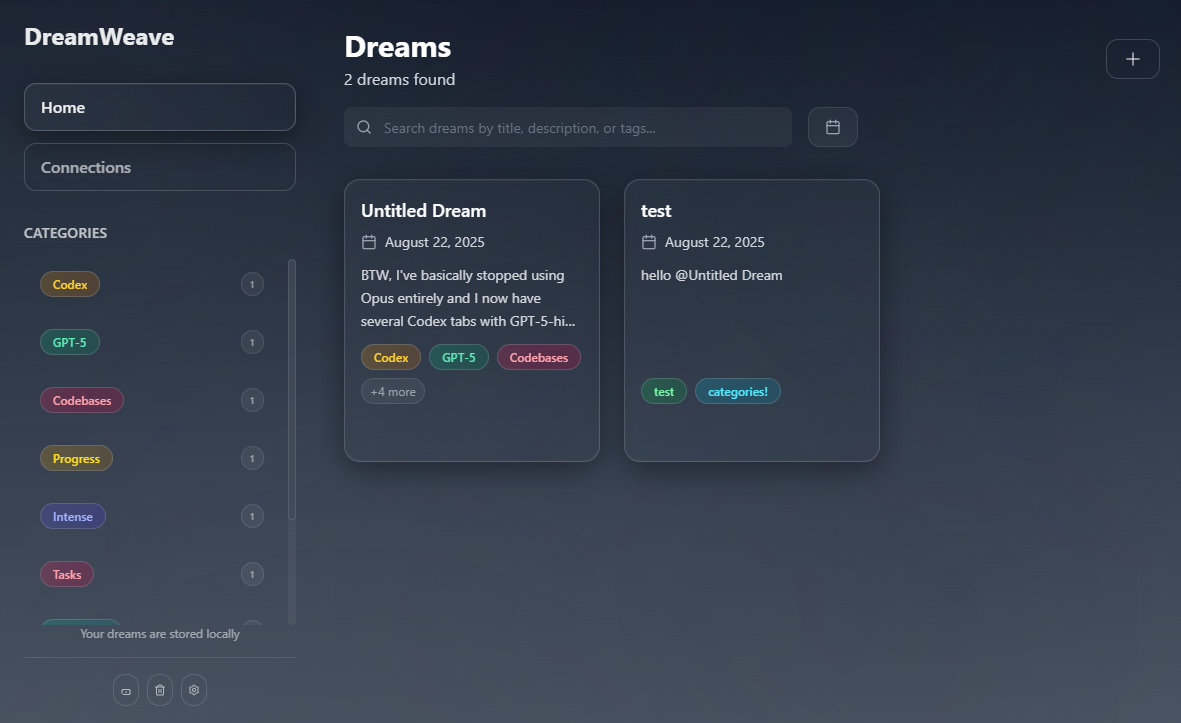 DreamWeave
Home
Connections
CATEGORIES
Codex
1
GPT-5
1
Codebases
1
Progress
1
Intense
1
Tasks
1
Your dreams are stored locally
Dreams
2 dreams found
Search dreams by title, description, or tags...
Untitled Dream
August 22, 2025
BTW, I've basically stopped using
Opus entirely and I now have
several Codex tabs with GPT-5-hi...
Codex
GPT-5
Codebases
+4 more
test
August 22, 2025
hello @Untitled Dream
test
categories!